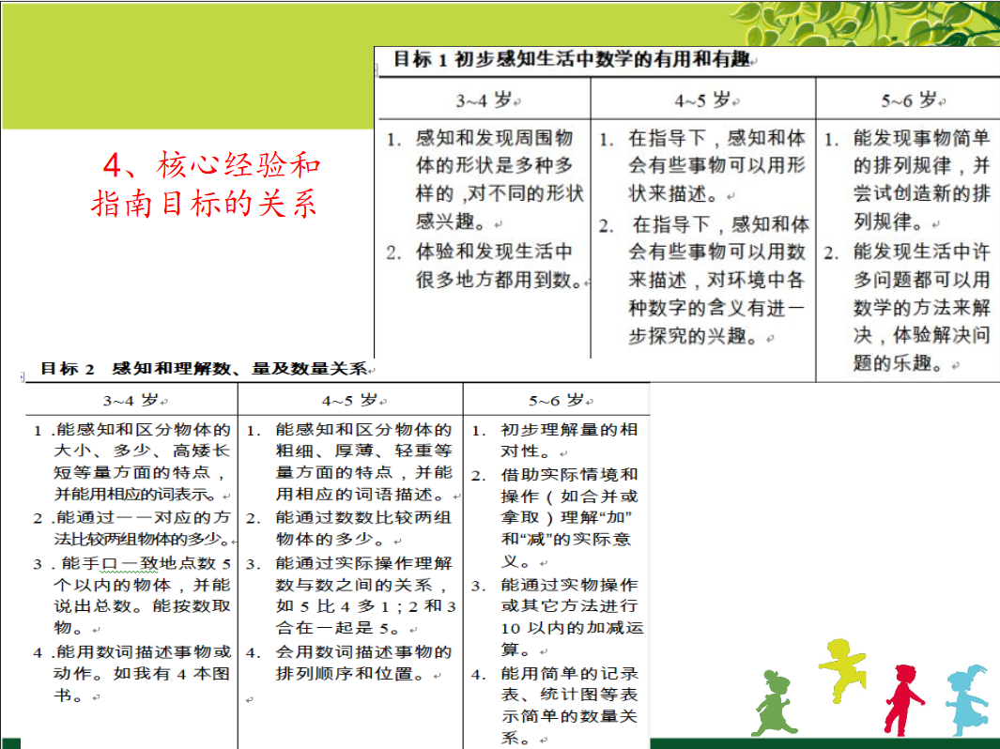 4、核心经验和
指南目标的关系
目标 1 初步感知生活中数学的有用和有趣
3~4 岁
4~5 岁
5~6 岁
1. 感知和发现周围物
体的形状是多种多
样的 ,对不同的形状
感兴趣。
2. 体验和发现生活中
很多地方都用到数。
1. 在指导下，感知和体
会有些事物可以用形
状来描述。
2. 在指导下，感知和体
会有些事物可以用数
来描述，对环境中各
种数字的含义有进一
步探究的兴趣。
1. 能发现事物简单
的排列规律，并
尝试创造新的排
列规律。
2. 能发现生活中许
多问题都可以用
数学的方法来解
决，体验解决问
题的乐趣。
目标 2 感知和理解数、量及数量关系
3~4 岁
4~5 岁
5~6 岁
1 .能感知和区分物体的
大小、多少、高矮长
短等量方面的特点，
并能用相应的词表示。
2 .能通过一一对应的方
法比较两组物体的多少。
3 . 能手口一致地点数 5
个以内的物体，并能
说出总数。能按数取
物。
4 .能用数词描述事物或
动作。如我有 4 本图
书。
1. 能感知和区分物体的
粗细、厚薄、轻重等
量方面的特点，并能
用相应的词语描述。
2. 能通过数数比较两组
物体的多少。
3. 能通过实际操作理解
数与数之间的关系，
如 5 比 4 多 1；2 和 3
合在一起是 5。
4. 会用数词描述事物的
排列顺序和位置。
1. 初步理解量的相
对性。
2. 借助实际情境和
操作（如合并或
拿取）理解“加”
和“减”的实际意
义。
3. 能通过实物操作
或其它方法进行
10 以内的加减运
算。
4. 能用简单的记录
表、统计图等表
示简单的数量关
系。